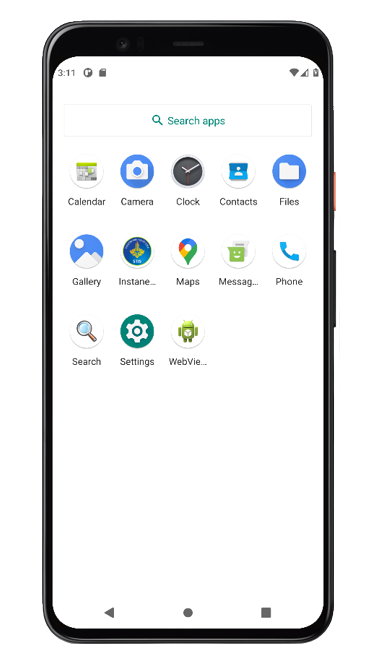 3:11
Search apps
Calendar
Camera
Clock
Contacts
Files
Gallery
Instane...
Maps
Messag...
Phone
Search
Settings
WebVie...